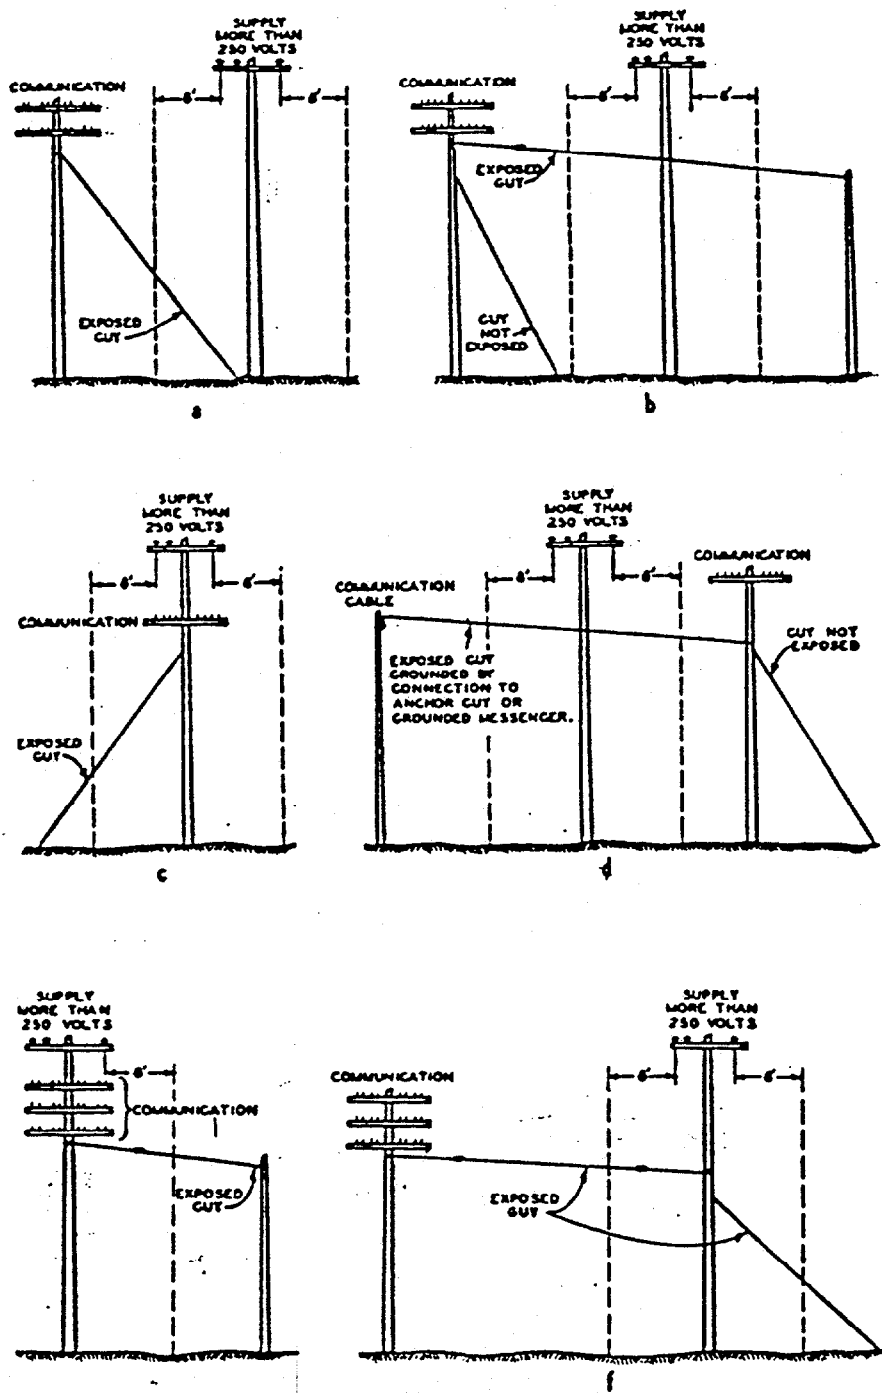 SUPPLY
MORE THAN
250 VOLTS
COMMUNICATION
6'
6'
EXPOSED
GUY
a
SUPPLY
MORE THAN
250 VOLTS
COMMUNICATION
6'
6'
EXPOSED
GUY
GUY
NOT
EXPOSED
b
SUPPLY
MORE THAN
250 VOLTS
6'
6'
COMMUNICATION
EXPOSED
GUY
c
SUPPLY
MORE THAN
250 VOLTS
COMMUNICATION
6'
6'
COMMUNICATION
CABLE
GUY NOT
EXPOSED
EXPOSED GUY
GROUNDED BY
CONNECTION TO
ANCHOR GUY OR
GROUNDED MESSENGER.
d
SUPPLY
MORE THAN
250 VOLTS
6'
COMMUNICATION
EXPOSED
GUY
SUPPLY
MORE THAN
250 VOLTS
COMMUNICATION
6'
6'
EXPOSED
GUY
f